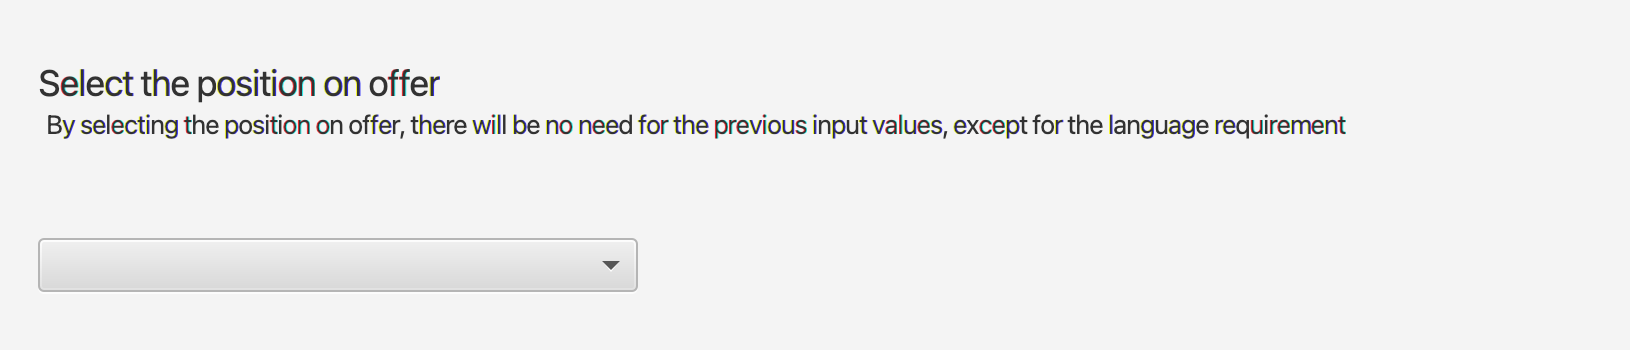 Select the position on offer
By selecting the position on offer, there will be no need for the previous input values, except for the language requirement